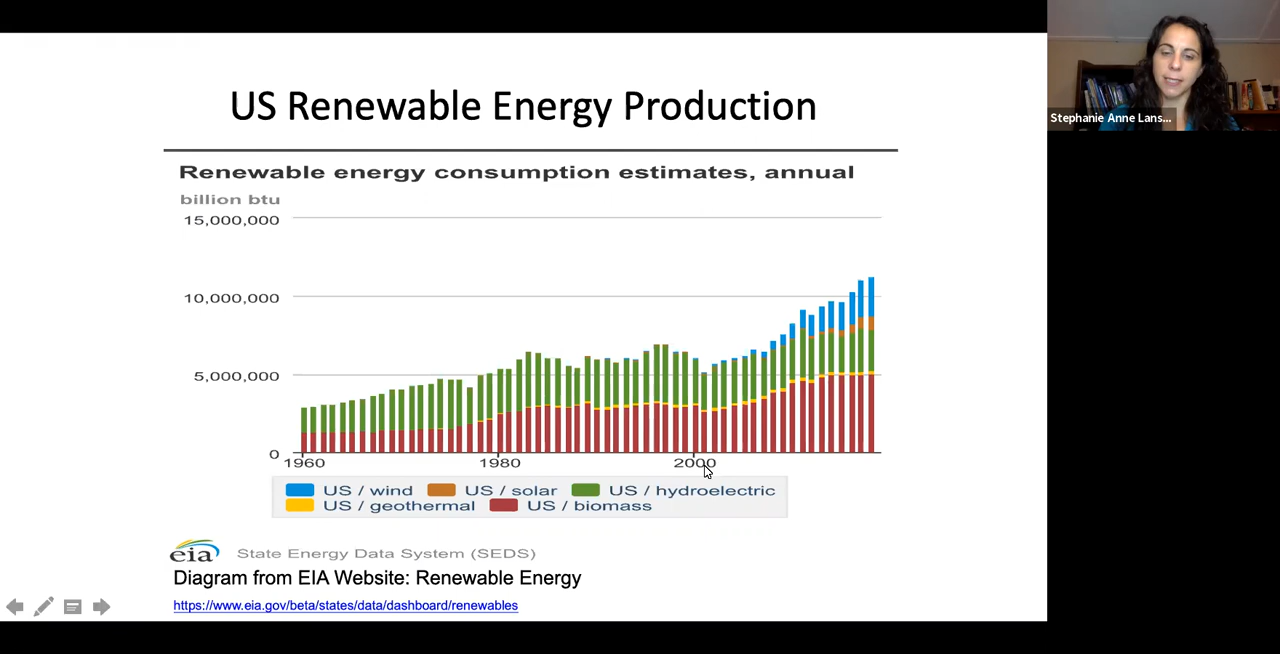 US Renewable Energy Production
Stephanie Anne Lans...
Renewable energy consumption estimates, annual
billion btu
15,000,000
10,000,000
5,000,000
0
1960 1980 2000
US / wind US / solar US / hydroelectric
US / geothermal US / biomass
eia State Energy Data System (SEDS)
Diagram from EIA Website: Renewable Energy
https://www.eia.gov/beta/states/data/dashboard/renewables